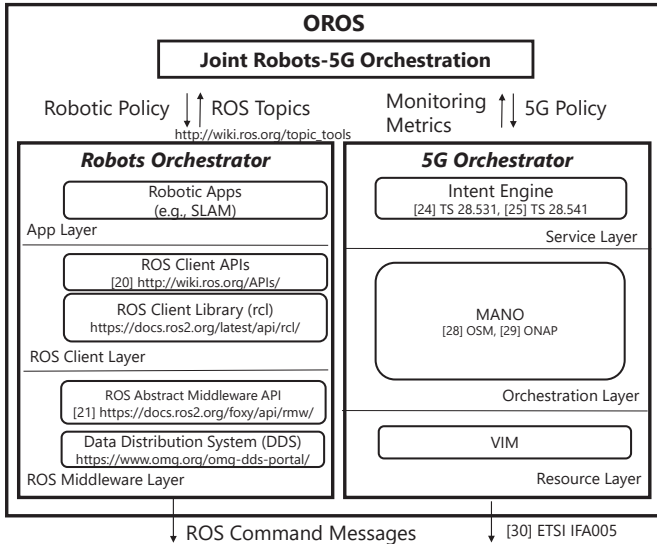 OROS
Joint Robots-5G Orchestration
Robotic Policy
ROS Topics
http://wiki.ros.org/topic_tools
Monitoring
Metrics
5G Policy
Robots Orchestrator
Robotic Apps
(e.g., SLAM)
App Layer
ROS Client APIs
[20] http://wiki.ros.org/APIs/
ROS Client Library (rcl)
https://docs.ros2.org/latest/api/rcl/
ROS Client Layer
ROS Abstract Middleware API
[21] https://docs.ros2.org/foxy/api/rmw/
Data Distribution System (DDS)
https://www.omg.org/omg-dds-portal/
ROS Middleware Layer
5G Orchestrator
Intent Engine
[24] TS 28.531, [25] TS 28.541
Service Layer
MANO
[28] OSM, [29] ONAP
Orchestration Layer
VIM
Resource Layer
ROS Command Messages
[30] ETSI IFA005